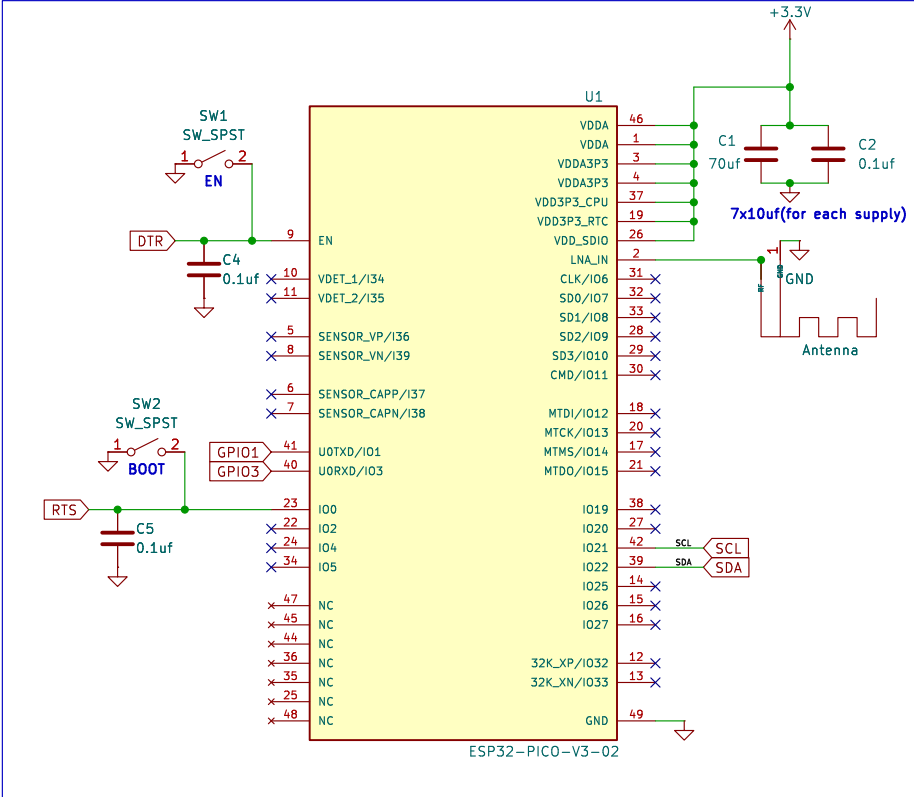 +3.3V
U1
SW1
SW_SPST
1 2
EN
DTR
C4
0.1uf
9 EN
10 VDET_1/I34
11 VDET_2/I35
5 SENSOR_VP/I36
8 SENSOR_VN/I39
6 SENSOR_CAPP/I37
7 SENSOR_CAPN/I38
SW2
SW_SPST
1 2
BOOT
GPIO1 41 U0TXD/IO1
GPIO3 40 U0RXD/IO3
RTS 23 IO0
C5
0.1uf
22 IO2
24 IO4
34 IO5
47 NC
45 NC
44 NC
36 NC
35 NC
25 NC
48 NC
VDDA 46
VDDA 1
VDDA3P3 3
VDDA3P3 4
VDD3P3_CPU 37
VDD3P3_RTC 19
VDD_SDIO 26
LNA_IN 2
CLK/IO6 31
SD0/IO7 32
SD1/IO8 33
SD2/IO9 28
SD3/IO10 29
CMD/IO11 30
MTDI/IO12 18
MTCK/IO13 20
MTMS/IO14 17
MTDO/IO15 21
IO19 38
IO20 27
IO21 42 SCL SCL
IO22 39 SDA SDA
IO25 14
IO26 15
IO27 16
32K_XP/IO32 12
32K_XN/IO33 13
GND 49
ESP32-PICO-V3-02
C1
70uf
C2
0.1uf
7x10uf(for each supply)
1
GND
GND
RF
Antenna